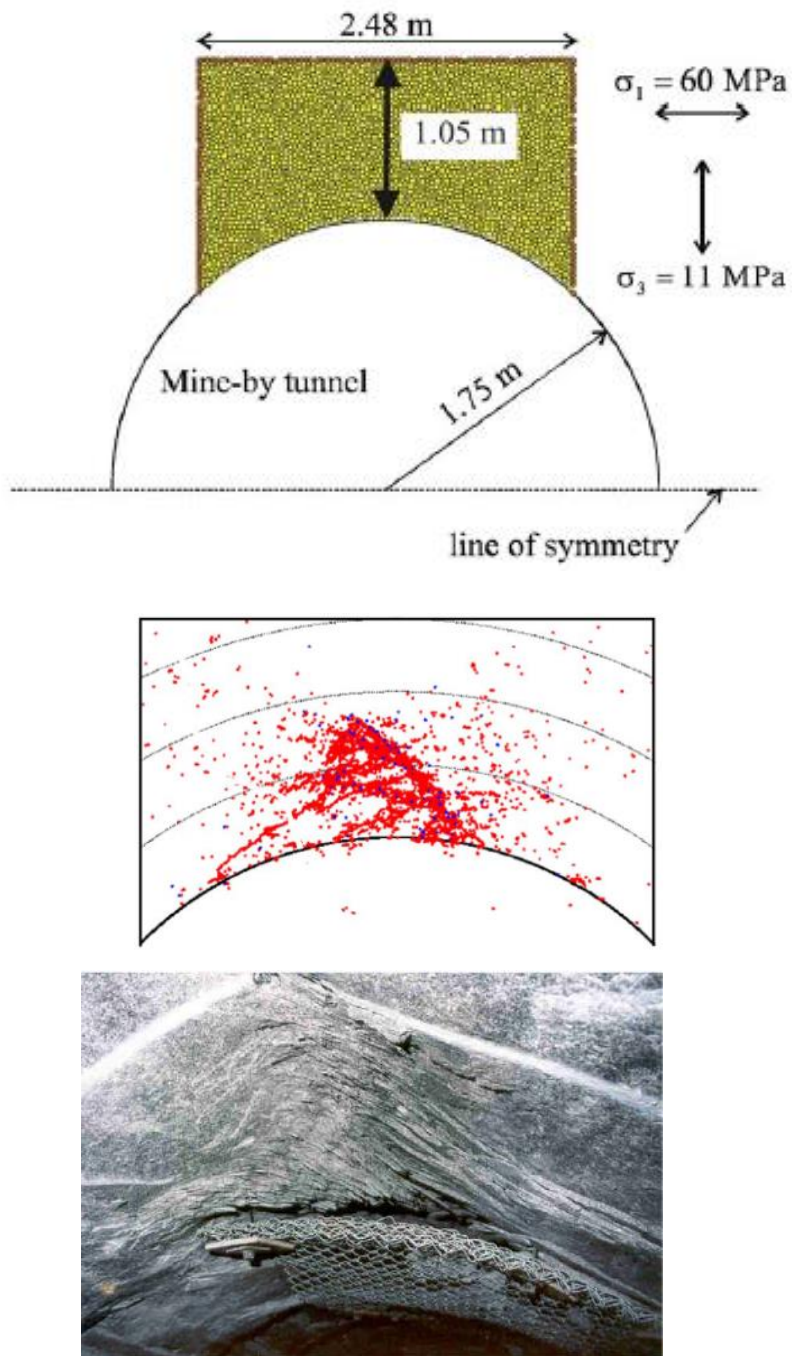 2.48 m
σ₁ = 60 MPa
1.05 m
σ₃ = 11 MPa
Mine-by tunnel
1.75 m
line of symmetry